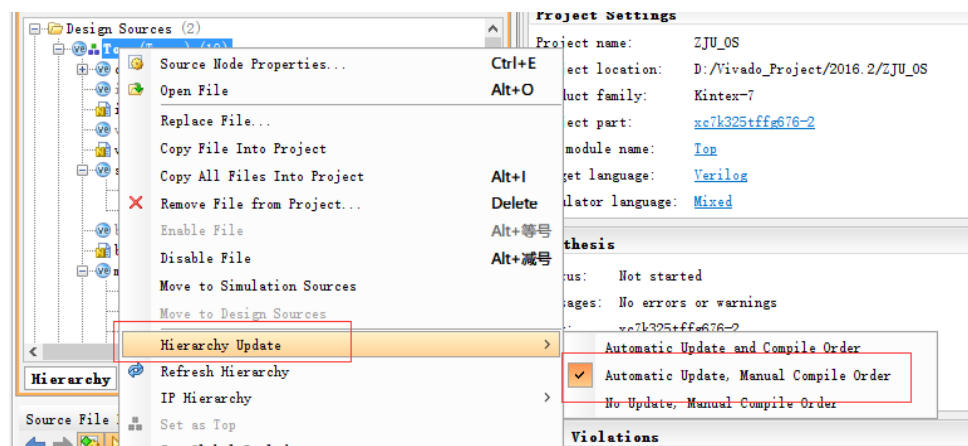 Design Sources (2)
Source Node Properties... Ctrl+E
Open File Alt+O
Replace File...
Copy File Into Project
Copy All Files Into Project Alt+I
Remove File from Project... Delete
Enable File Alt+等号
Disable File Alt+减号
Move to Simulation Sources
Move to Design Sources
Hierarchy Update
Refresh Hierarchy
IP Hierarchy
Set as Top
Automatic Update and Compile Order
Automatic Update, Manual Compile Order
No Update, Manual Compile Order
Hierarchy
Source File
Project Settings
Project name: ZJU_OS
ect location: D:/Vivado_Project/2016.2/ZJU_OS
duct family: Kintex-7
ect part: xc7k325tffg676-2
module name: Top
get language: Verilog
ulator language: Mixed
thesis
tus: Not started
sages: No errors or warnings
xc7k325tffg676-2
Violations